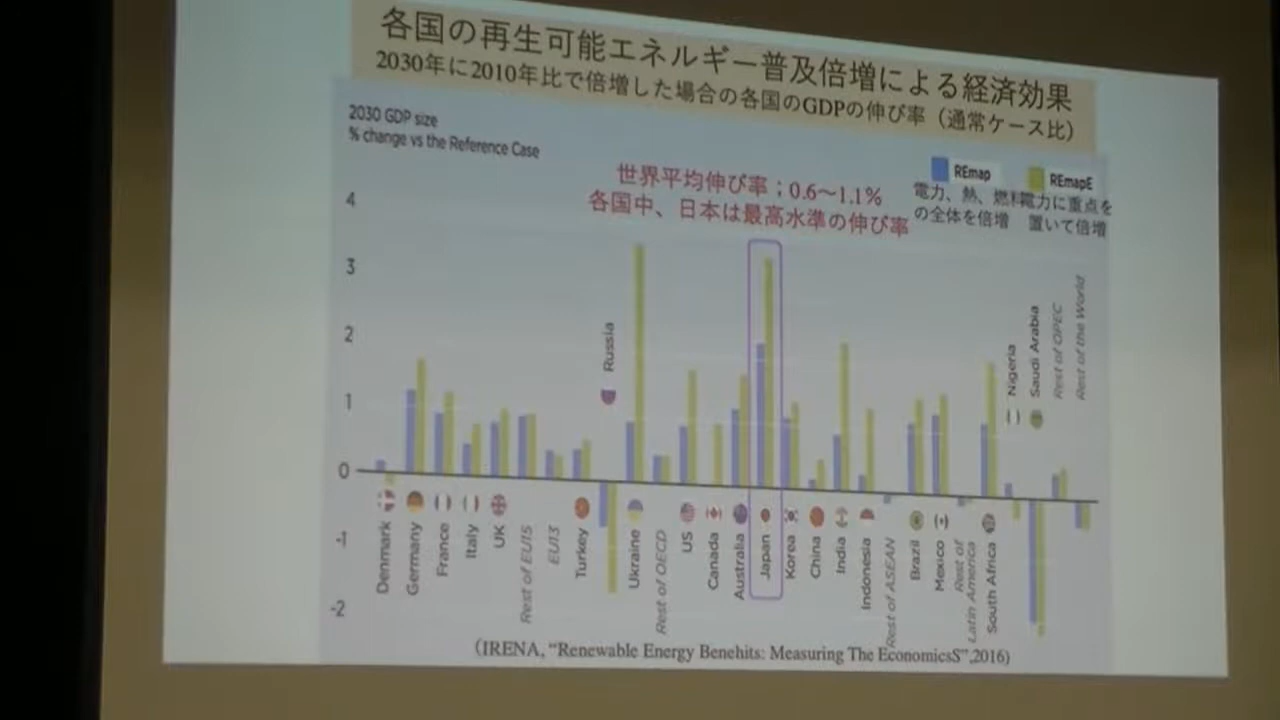 各国の再生可能エネルギー普及倍増による経済効果
2030年に2010年比で倍増した場合の各国のGDPの伸び率（通常ケース比）
2030 GDP size
% change vs the Reference Case
世界平均伸び率；0.6〜1.1%
各国中、日本は最高水準の伸び率
REmap
電力、熱、燃料
の全体を倍増
REmapE
電力に重点を
置いて倍増
4
3
2
1
0
-1
-2
Denmark
Germany
France
Italy
UK
Rest of EU15
EU13
Turkey
Russia
Ukraine
Rest of OECD
US
Canada
Australia
Japan
Korea
China
India
Indonesia
Rest of ASEAN
Brazil
Mexico
Rest of
Latin America
South Africa
Nigeria
Saudi Arabia
Rest of OPEC
Rest of the World
（IRENA, “Renewable Energy Benehits: Measuring The EconomicsS”,2016)